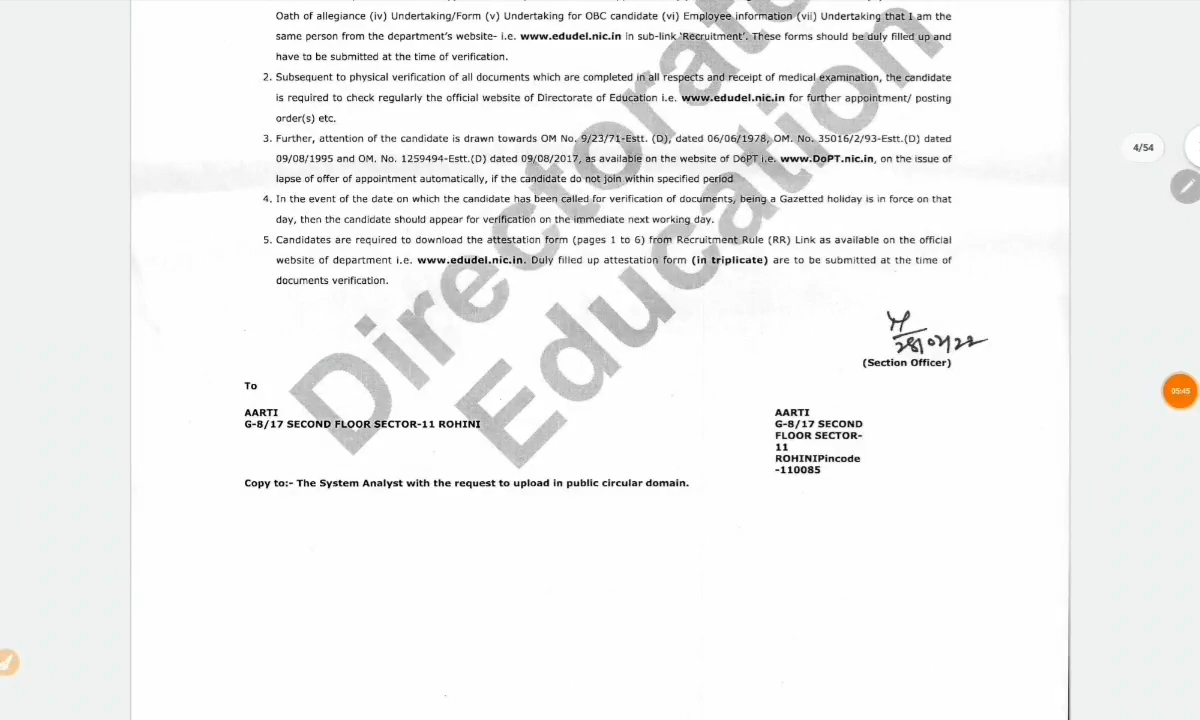 Oath of allegiance (iv) Undertaking/Form (v) Undertaking for OBC candidate (vi) Employee information (vii) Undertaking that I am the
same person from the department's website- i.e. www.edudel.nic.in in sub-link 'Recruitment'. These forms should be duly filled up and
have to be submitted at the time of verification.
2. Subsequent to physical verification of all documents which are completed in all respects and receipt of medical examination, the candidate
is required to check regularly the official website of Directorate of Education i.e. www.edudel.nic.in for further appointment/ posting
order(s) etc.
3. Further, attention of the candidate is drawn towards OM No. 9/23/71-Estt. (D), dated 06/06/1978, OM. No. 35016/2/93-Estt.(D) dated
09/08/1995 and OM. No. 1259494-Estt.(D) dated 09/08/2017, as available on the website of DoPT i.e. www.DoPT.nic.in, on the issue of
lapse of offer of appointment automatically, if the candidate do not join within specified period
4. In the event of the date on which the candidate has been called for verification of documents, being a Gazetted holiday is in force on that
day, then the candidate should appear for verification on the immediate next working day.
5. Candidates are required to download the attestation form (pages 1 to 6) from Recruitment Rule (RR) Link as available on the official
website of department i.e. www.edudel.nic.in. Duly filled up attestation form (in triplicate) are to be submitted at the time of
documents verification.
Directorate
Education
4/54
05:45
(Section Officer)
To
AARTI
G-8/17 SECOND FLOOR SECTOR-11 ROHINI
AARTI
G-8/17 SECOND
FLOOR SECTOR-
11
ROHINIPincode
-110085
Copy to:- The System Analyst with the request to upload in public circular domain.